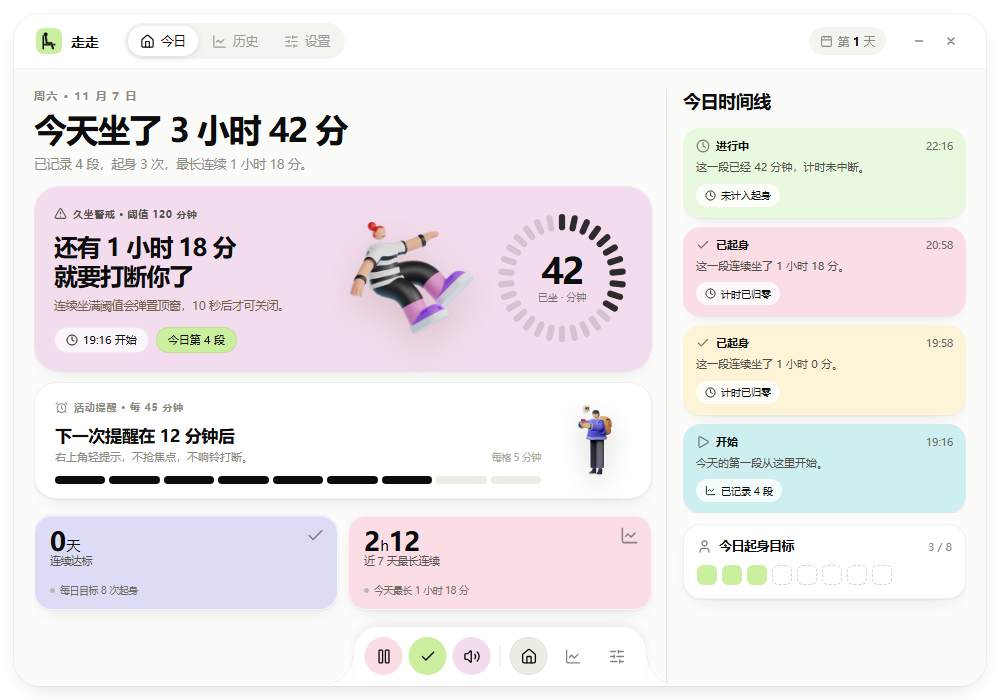 走走
今日
历史
设置
第 1 天
周六 • 11 月 7 日
今天坐了 3 小时 42 分
已记录 4 段，起身 3 次，最长连续 1 小时 18 分。
久坐警戒 • 阈值 120 分钟
还有 1 小时 18 分
就要打断你了
连续坐满阈值会弹置顶窗，10 秒后才可关闭。
19:16 开始
今日第 4 段
42
已坐 · 分钟
活动提醒 • 每 45 分钟
下一次提醒在 12 分钟后
右上角轻提示，不抢焦点，不响铃打断。
每格 5 分钟
0天
连续达标
每日目标 8 次起身
2h12
近 7 天最长连续
今天最长 1 小时 18 分
今日时间线
进行中
22:16
这一段已经 42 分钟，计时未中断。
未计入起身
已起身
20:58
这一段连续坐了 1 小时 18 分。
计时已归零
已起身
19:58
这一段连续坐了 1 小时 0 分。
计时已归零
开始
19:16
今天的第一段从这里开始。
已记录 4 段
今日起身目标
3 / 8